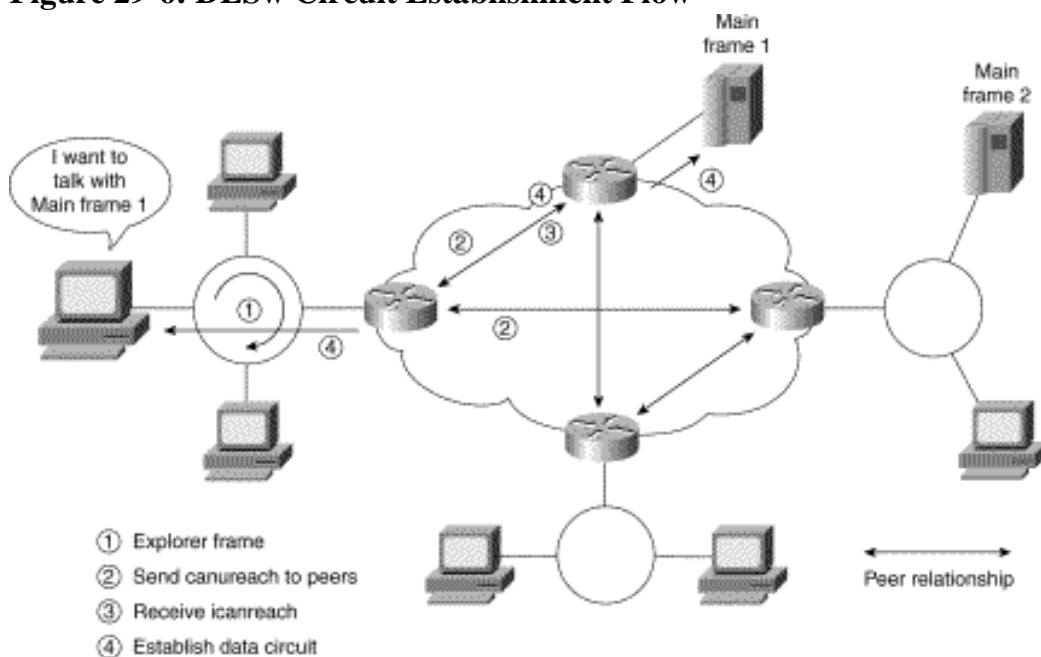 Figure 29-6: DLSw Circuit Establishment Flow
Main
frame 1
Main
frame 2
I want to
talk with
Main frame 1
④
④
②
③
①
②
④
① Explorer frame
② Send canureach to peers
③ Receive icanreach
④ Establish data circuit
Peer relationship